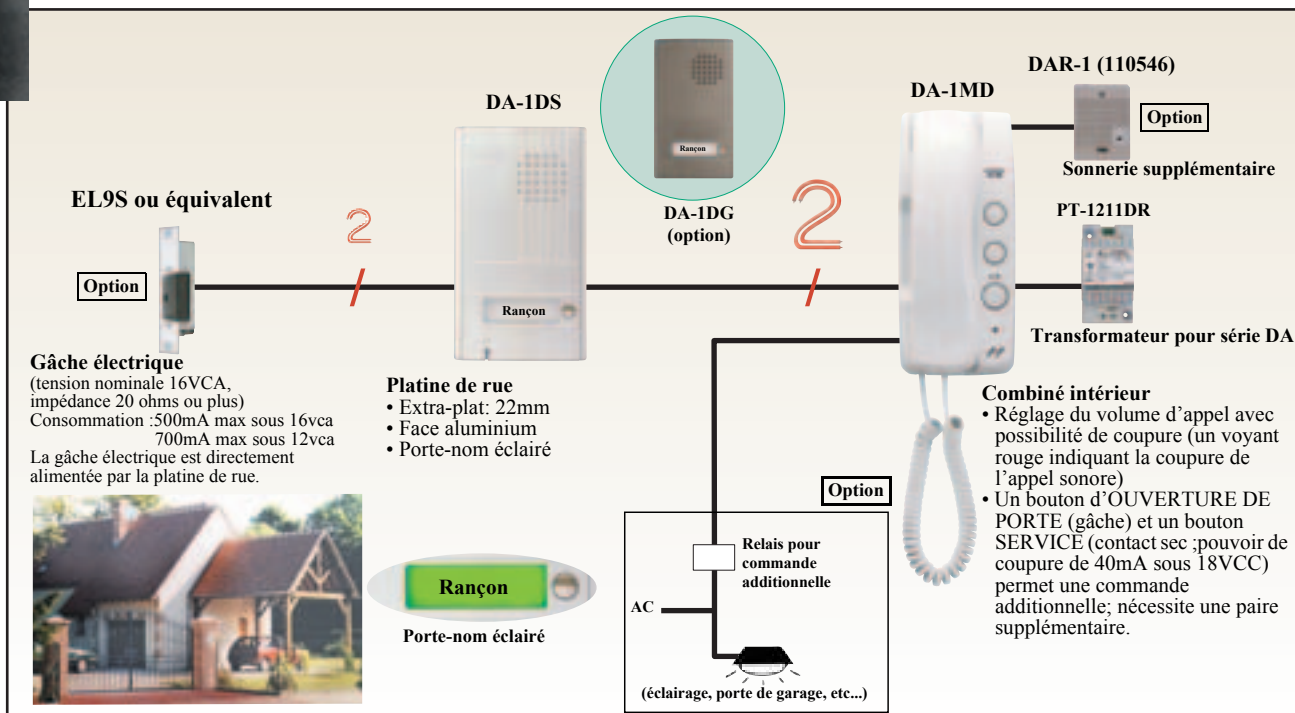 DAR-1 (110546)
Option
Sonnerie supplémentaire
DA-1DS
Rançon
DA-1DG
(option)
DA-1MD
PT-1211DR
Transformateur pour série DA
EL9S ou équivalent
Option
2
Rançon
2
Gâche électrique
(tension nominale 16VCA,
impédance 20 ohms ou plus)
Consommation :500mA max sous 16vca
700mA max sous 12vca
La gâche électrique est directement
alimentée par la platine de rue.
Platine de rue
• Extra-plat: 22mm
• Face aluminium
• Porte-nom éclairé
Rançon
Porte-nom éclairé
Option
Relais pour
commande
additionnelle
AC
(éclairage, porte de garage, etc...)
Combiné intérieur
• Réglage du volume d’appel avec
possibilité de coupure (un voyant
rouge indiquant la coupure de
l’appel sonore)
• Un bouton d’OUVERTURE DE
PORTE (gâche) et un bouton
SERVICE (contact sec ;pouvoir de
coupure de 40mA sous 18VCC)
permet une commande
additionnelle; nécessite une paire
supplémentaire.